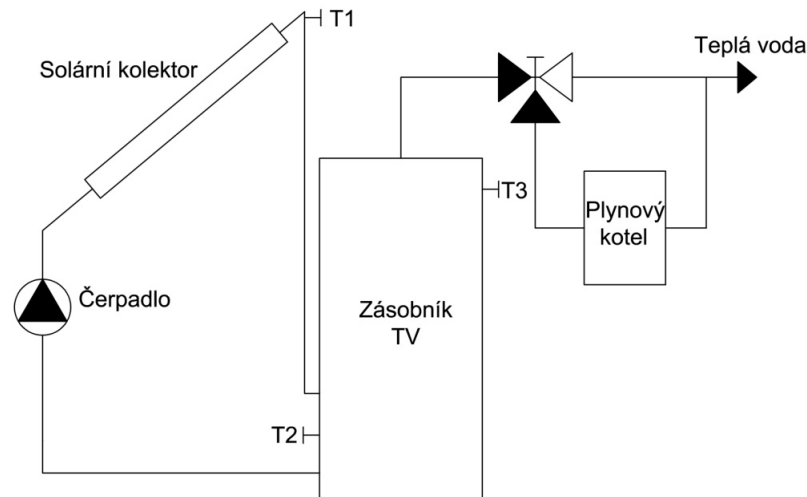 T1
Solární kolektor
Teplá voda
T3
Plynový
kotel
Čerpadlo
Zásobník
TV
T2